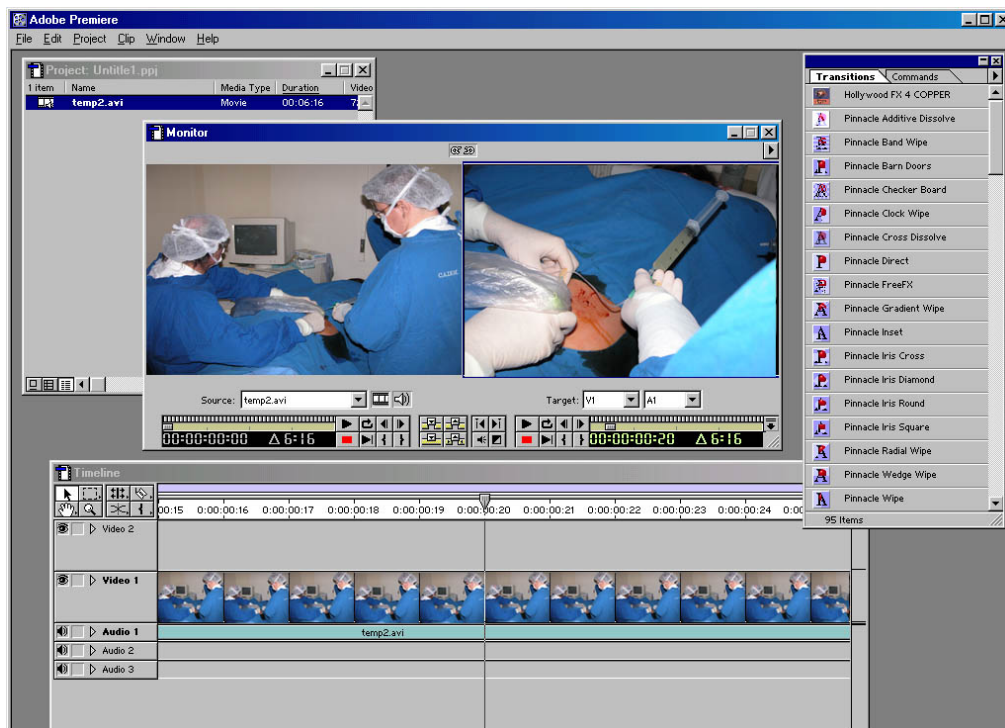 Adobe Premiere
File Edit Project Clip Window Help
Project: Untitle1.ppj
1 item Name Media Type Duration Video
temp2.avi Movie 00:06:16
Monitor
Source: temp2.avi Target: V1 A1
00:00:00:00 Δ 6:16 00:00:00:20 Δ 6:16
Transitions Commands
Hollywood FX 4 COPPER
Pinnacle Additive Dissolve
Pinnacle Band Wipe
Pinnacle Barn Doors
Pinnacle Checker Board
Pinnacle Clock Wipe
Pinnacle Cross Dissolve
Pinnacle Direct
Pinnacle FreeFX
Pinnacle Gradient Wipe
Pinnacle Inset
Pinnacle Iris Cross
Pinnacle Iris Diamond
Pinnacle Iris Round
Pinnacle Iris Square
Pinnacle Radial Wipe
Pinnacle Wedge Wipe
Pinnacle Wipe
95 Items
Timeline
00:15 0:00:00:16 0:00:00:17 0:00:00:18 0:00:00:19 0:00:00:20 0:00:00:21 0:00:00:22 0:00:00:23 0:00:00:24 0:00
Video 2
Video 1
Audio 1 temp2.avi
Audio 2
Audio 3